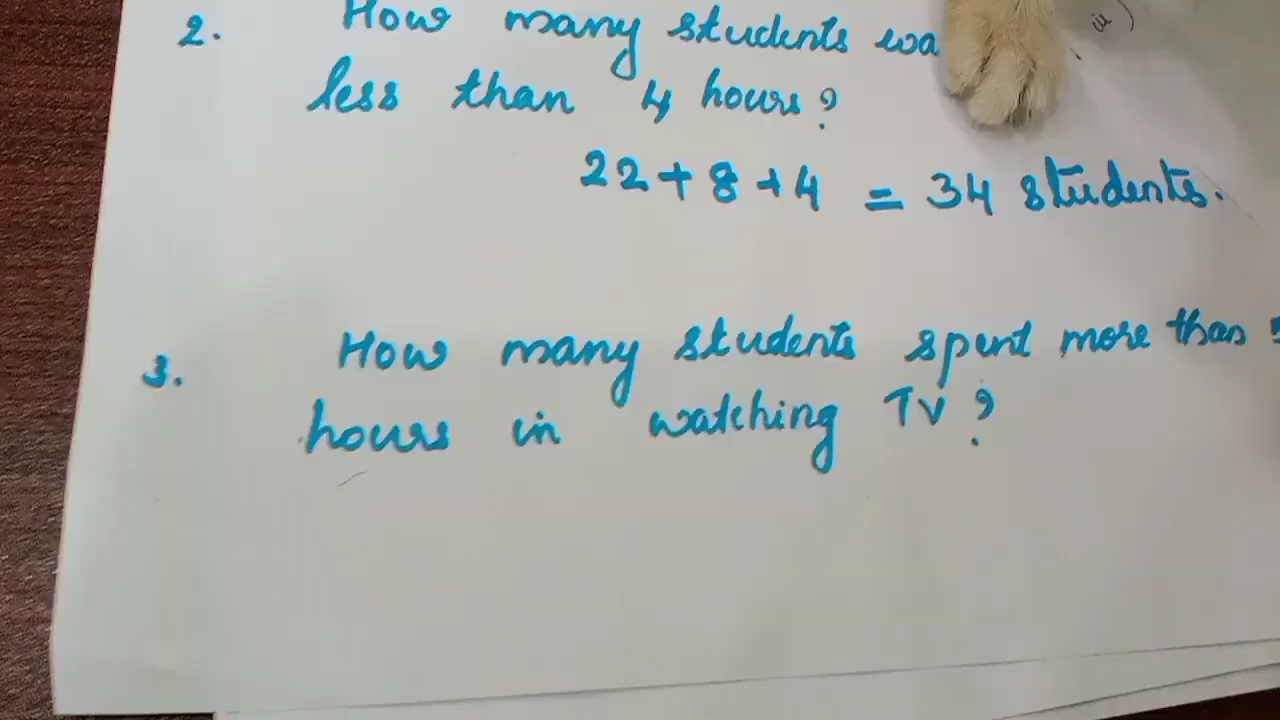 2. How many students wa
less than 4 hours?
22 + 8 + 4 = 34 students.
3. How many students spent more than
hours in watching TV?